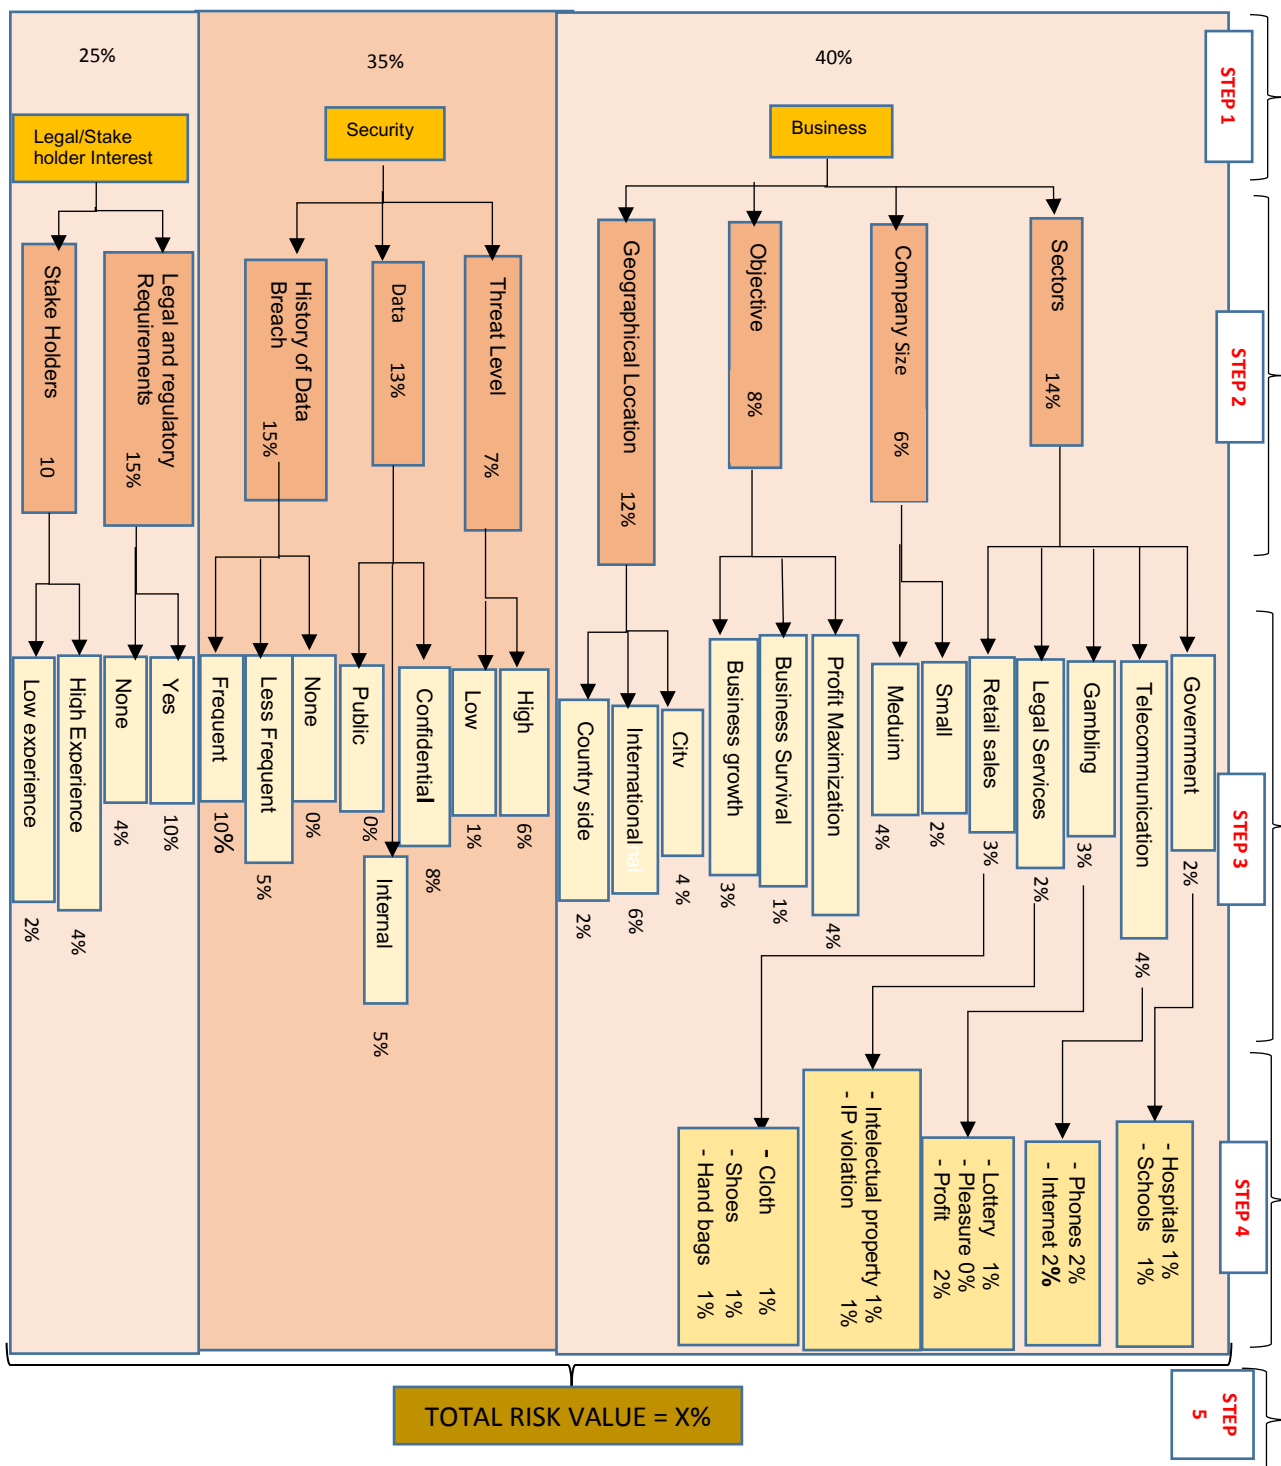 25%
35%
40%
STEP 1
Legal/Stake
holder Interest
Security
Business
STEP 2
Stake Holders 10
Legal and regulatory
Requirements 15%
History of Data
Breach 15%
Data 13%
Threat Level 7%
Geographical Location 12%
Objective 8%
Company Size 6%
Sectors 14%
STEP 3
Low experience 2%
High Experience 4%
None 4%
Yes 10%
Frequent 10%
Less Frequent 5%
None 0%
Public 0%
Internal 5%
Confidential 8%
Low 1%
High 6%
Country side 2%
Internationalnal 6%
City 4 %
Business growth 3%
Business Survival 1%
Profit Maximization 4%
Meduim 4%
Small 2%
Retail sales 3%
Legal Services 2%
Gambling 3%
Telecommunication 4%
Government 2%
STEP 4
- Cloth 1%
- Shoes 1%
- Hand bags 1%
- Intelectual property 1%
- IP violation 1%
- Lottery 1%
- Pleasure 0%
- Profit 2%
- Phones 2%
- Internet 2%
- Hospitals 1%
- Schools 1%
STEP
5
TOTAL RISK VALUE = X%